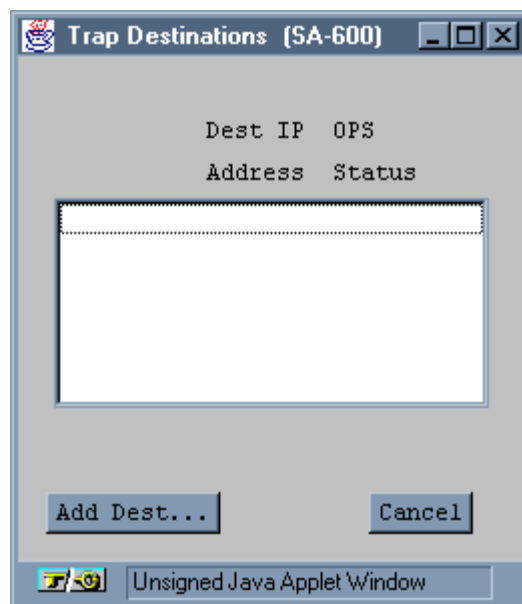 Trap Destinations (SA-600)
Dest IP OPS
Address Status
Add Dest... Cancel
Unsigned Java Applet Window